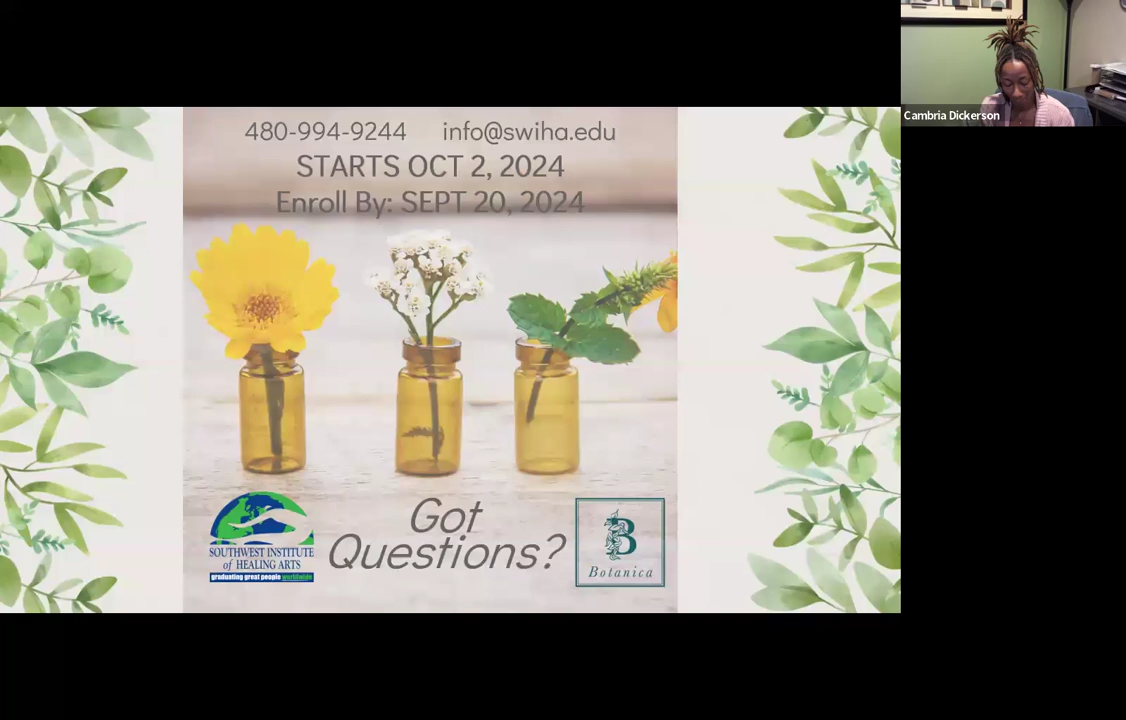 480-994-9244 info@swiha.edu
STARTS OCT 2, 2024
Enroll By: SEPT 20, 2024
Got
Questions?
SOUTHWEST INSTITUTE
of HEALING ARTS
graduating great people worldwide
B
Botanica
Cambria Dickerson